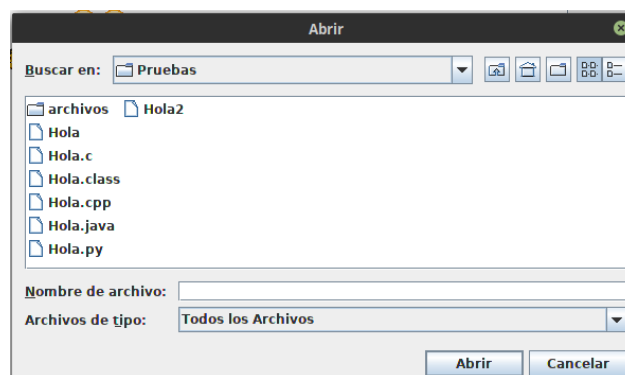 Abrir
Buscar en: Pruebas
archivos Hola2
Hola
Hola.c
Hola.class
Hola.cpp
Hola.java
Hola.py
Nombre de archivo:
Archivos de tipo: Todos los Archivos
Abrir Cancelar